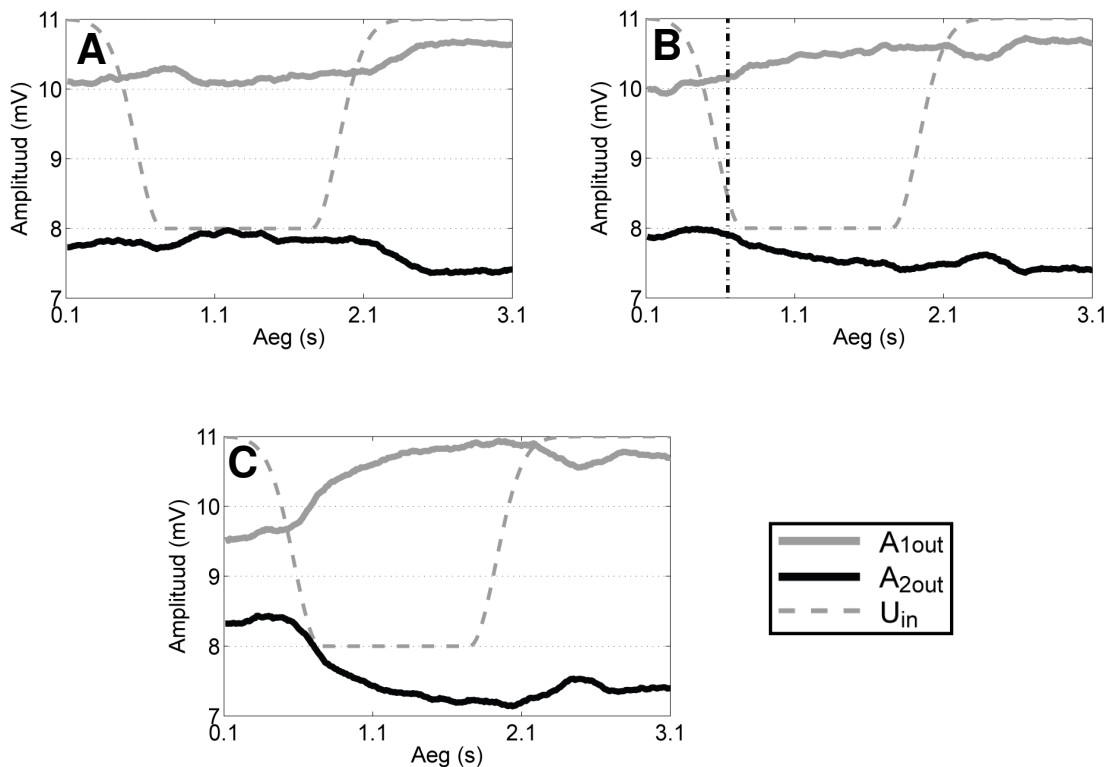 A
Amplituud (mV)
11
10
9
8
7
0.1 1.1 2.1 3.1
Aeg (s)
B
Amplituud (mV)
11
10
9
8
7
0.1 1.1 2.1 3.1
Aeg (s)
C
Amplituud (mV)
11
10
9
8
7
0.1 1.1 2.1 3.1
Aeg (s)
A1out
A2out
Uin